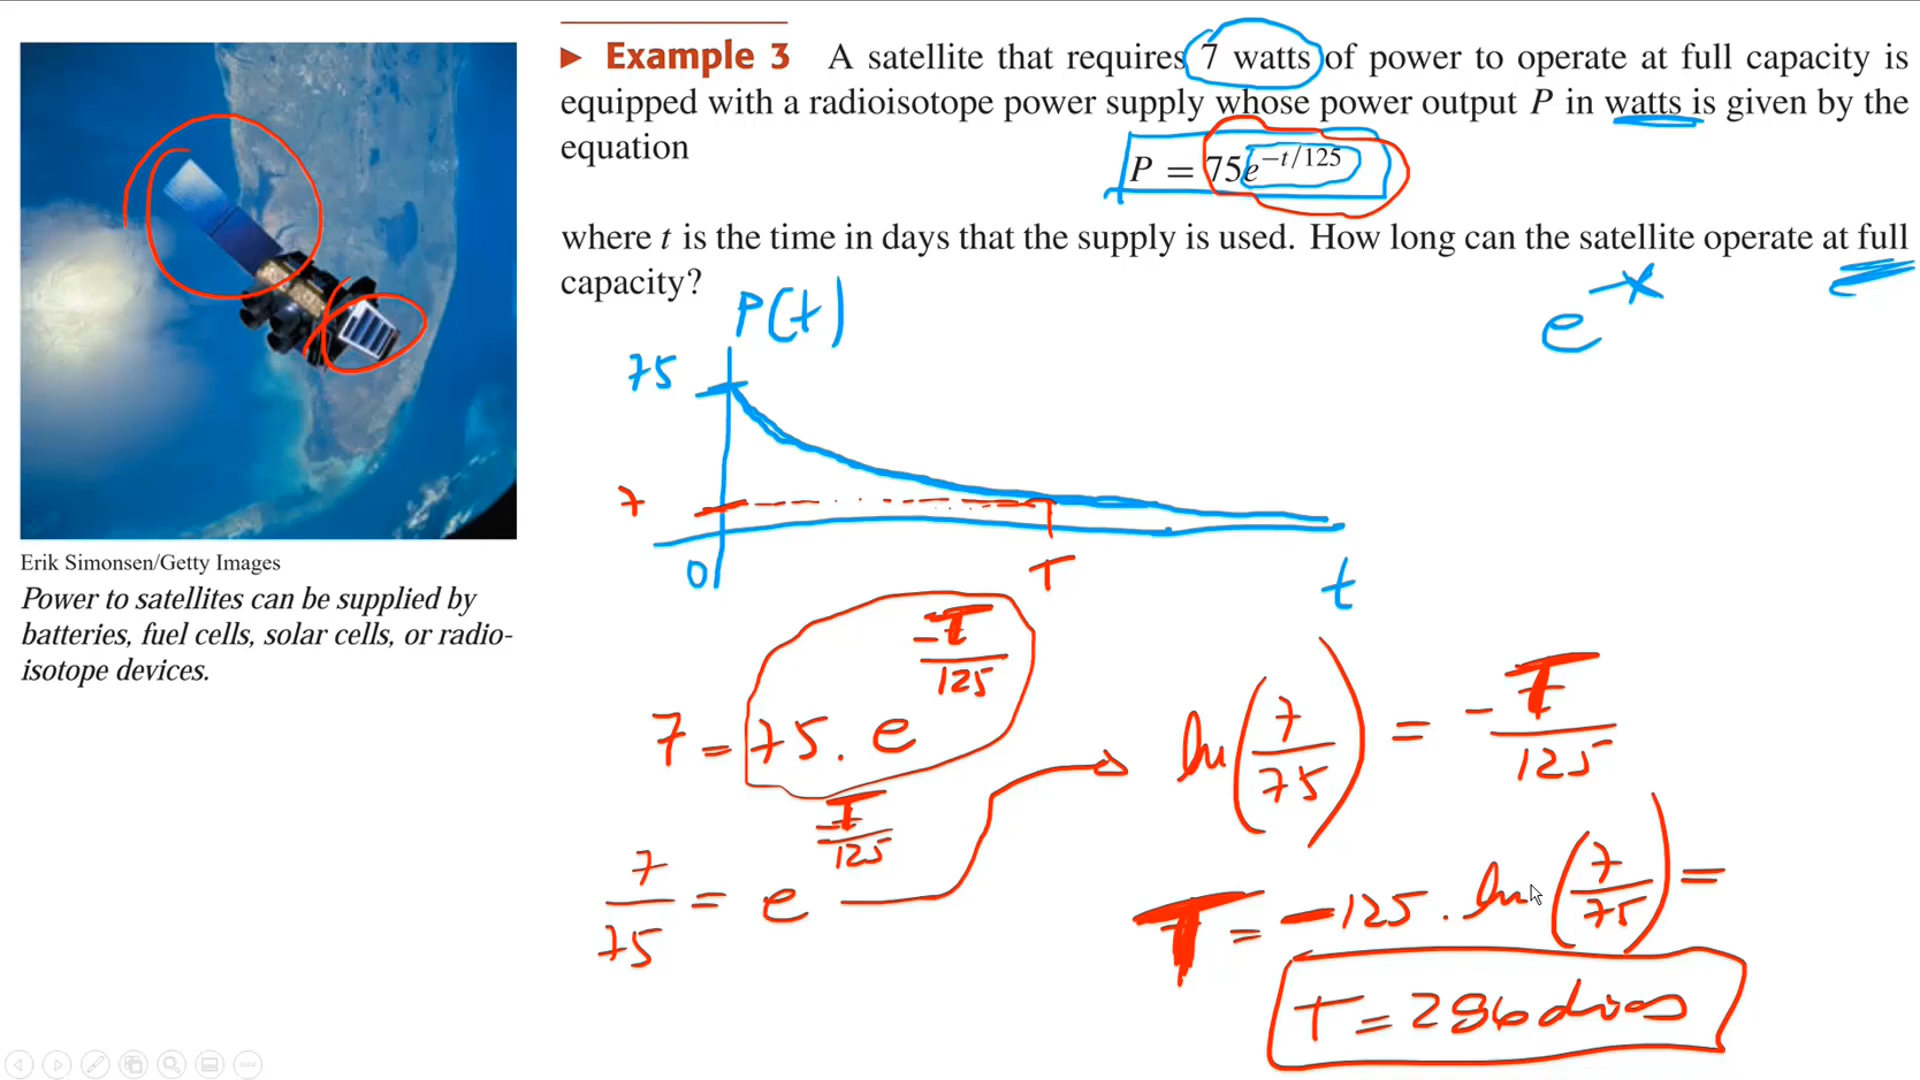 ► Example 3 A satellite that requires 7 watts of power to operate at full capacity is
equipped with a radioisotope power supply whose power output P in watts is given by the
equation
P = 75e^{−t/125}
where t is the time in days that the supply is used. How long can the satellite operate at full
capacity?
e^{-x}
P(t)
75
7
0
T
t
Erik Simonsen/Getty Images
Power to satellites can be supplied by
batteries, fuel cells, solar cells, or radio-
isotope devices.
7 = 75 . e^{-T/125}
7/75 = e^{-T/125}
ln(7/75) = -T/125
T = -125 . ln(7/75) =
T = 286 dias